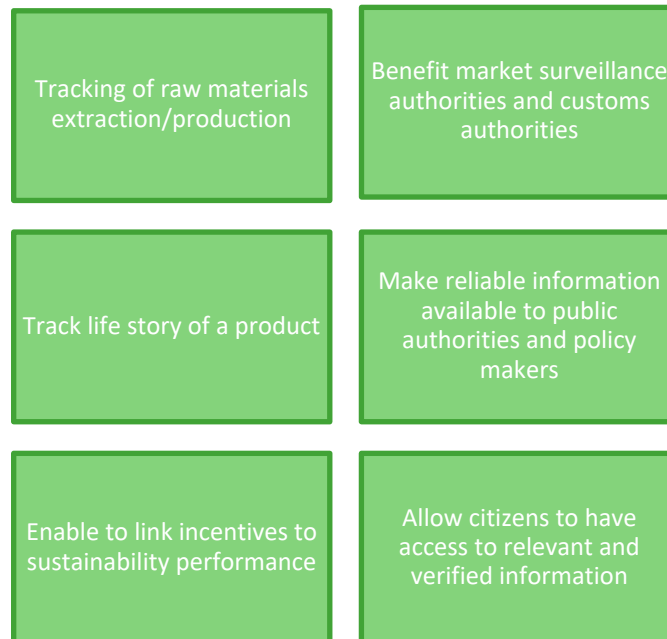 Tracking of raw materials
extraction/production
Benefit market surveillance
authorities and customs
authorities
Track life story of a product
Make reliable information
available to public
authorities and policy
makers
Enable to link incentives to
sustainability performance
Allow citizens to have
access to relevant and
verified information